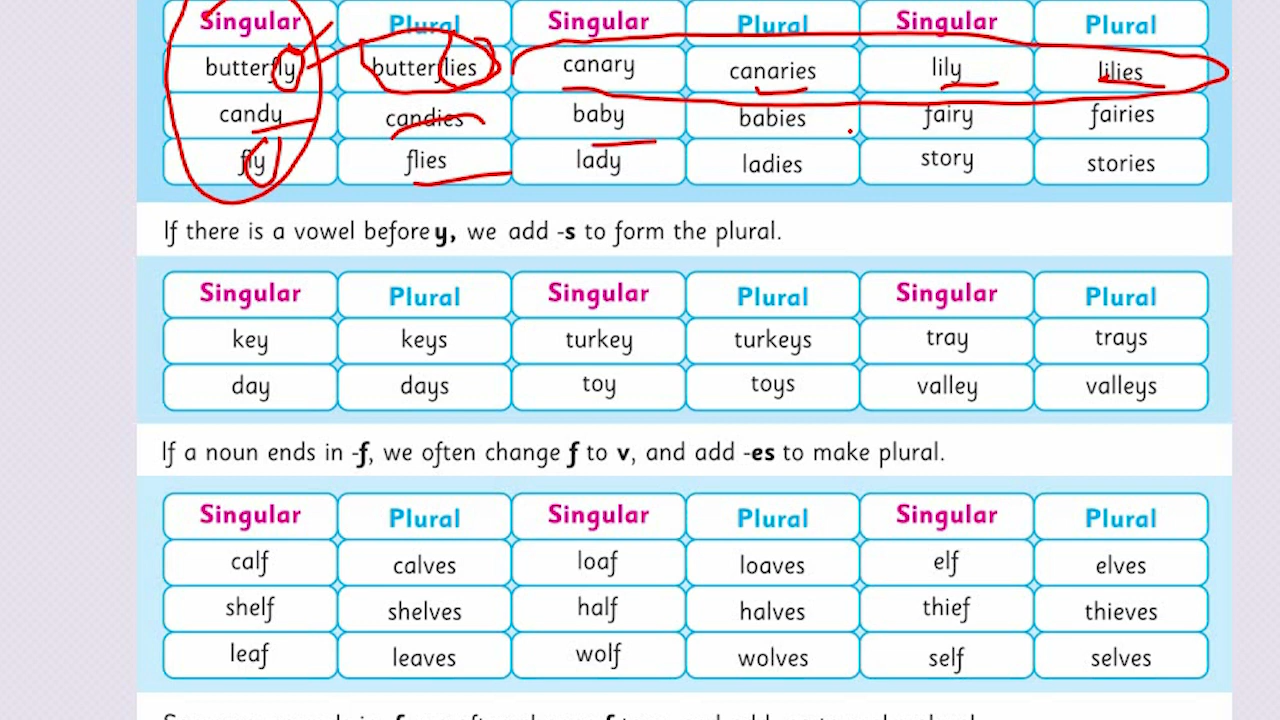 Singular Plural Singular Plural Singular Plural
butterfly butterflies canary canaries lily lilies
candy candies baby babies fairy fairies
fly flies lady ladies story stories
If there is a vowel before y, we add -s to form the plural.
Singular Plural Singular Plural Singular Plural
key keys turkey turkeys tray trays
day days toy toys valley valleys
If a noun ends in -f, we often change f to v, and add -es to make plural.
Singular Plural Singular Plural Singular Plural
calf calves loaf loaves elf elves
shelf shelves half halves thief thieves
leaf leaves wolf wolves self selves